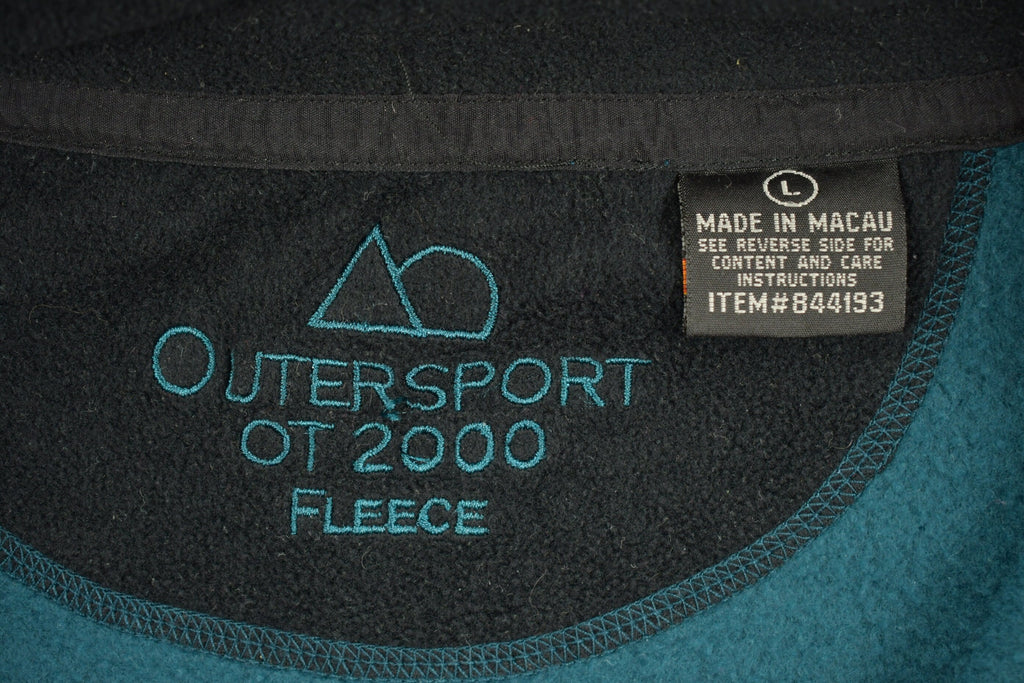 OUTERSPORT
OT 2000
FLEECE
L
MADE IN MACAU
SEE REVERSE SIDE FOR
CONTENT AND CARE
INSTRUCTIONS
ITEM#844193